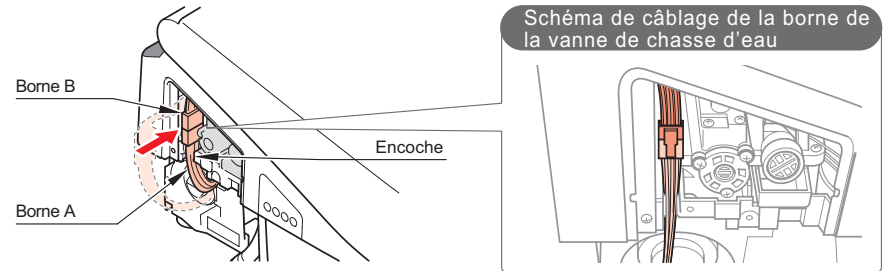 Schéma de câblage de la borne de
la vanne de chasse d'eau
Borne B
Encoche
Borne A